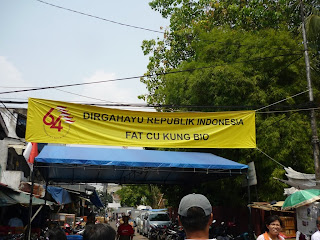 64 DIRGAHAYU REPUBLIK INDONESIA
FAT CU KUNG BIO